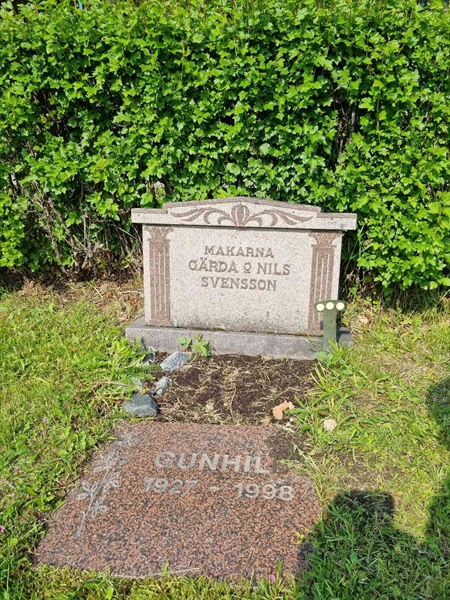 MAKARNA
GÄRDA O NILS
SVENSSON
GUNHIL
1927 - 1998